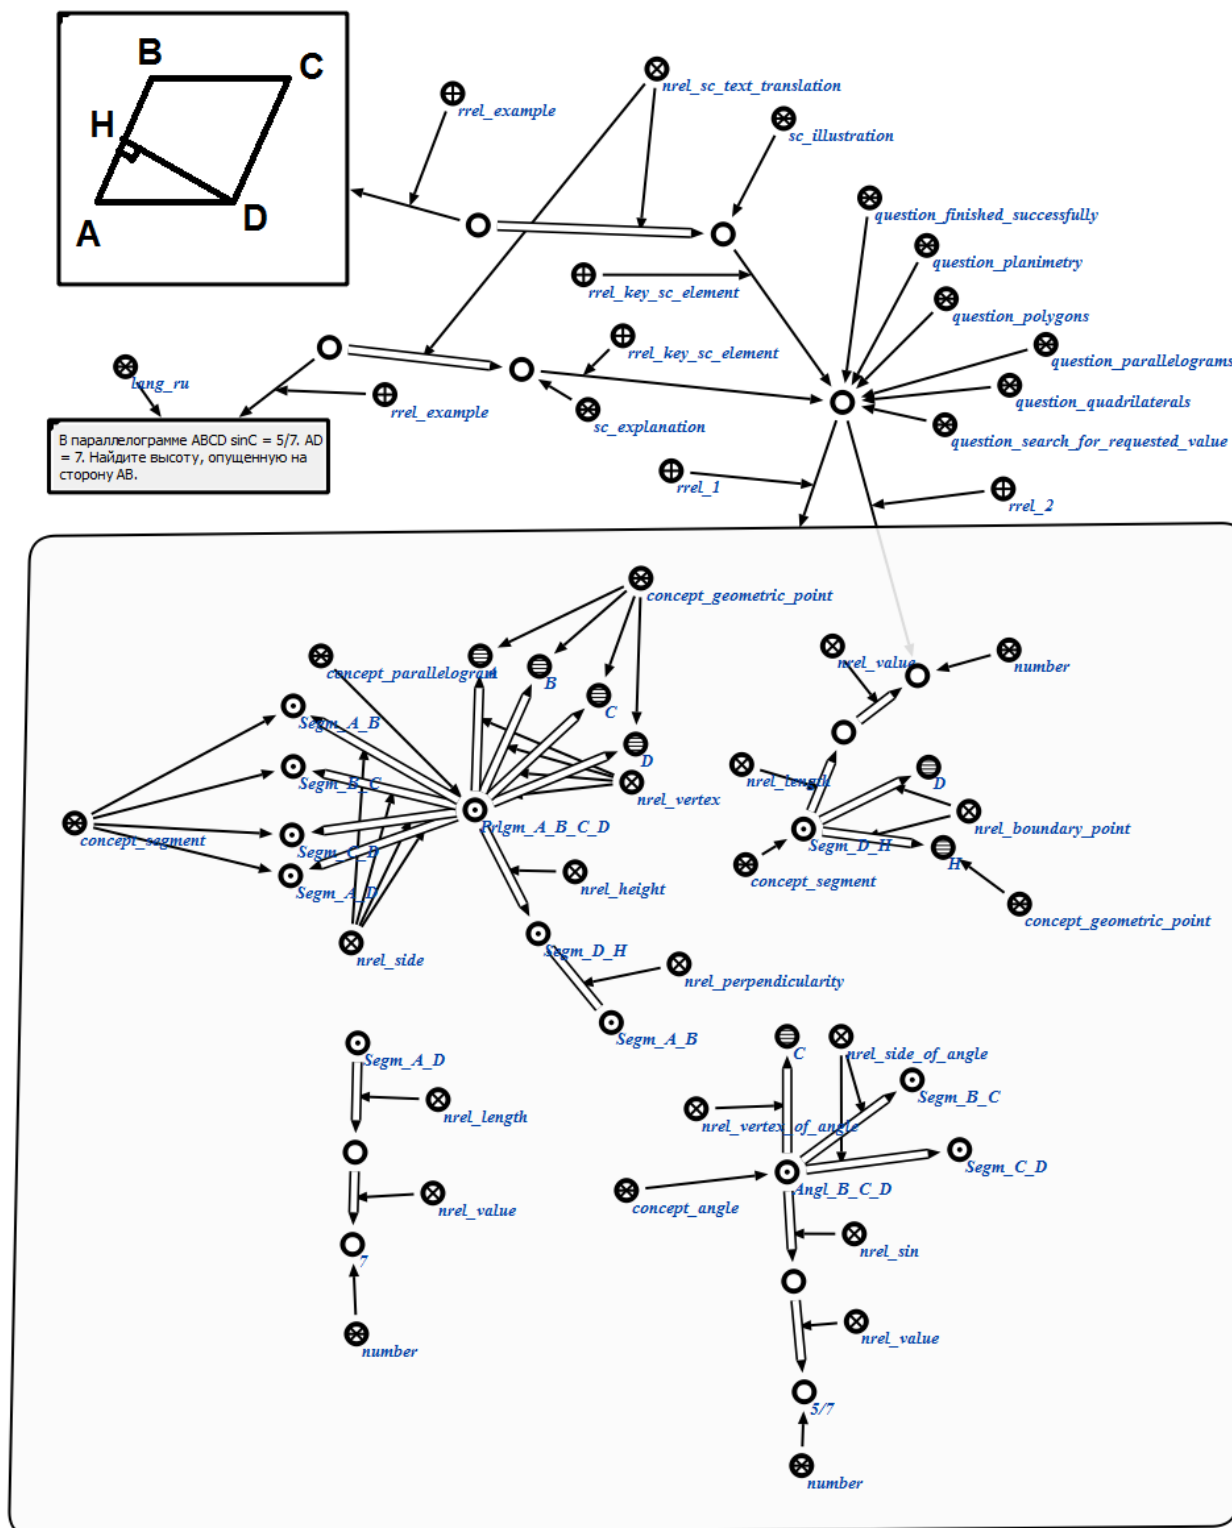 B
C
H
A
D
rrel_example
nrel_sc_text_translation
sc_illustration
question_finished_successfully
question_planimetry
rrel_key_sc_element
question_polygons
rrel_key_sc_element
question_parallelograms
lang_ru
rrel_example
sc_explanation
question_quadrilaterals
question_search_for_requested_value
В параллелограмме ABCD sinC = 5/7. AD
= 7. Найдите высоту, опущенную на
сторону AB.
rrel_1
rrel_2
concept_geometric_point
concept_parallelogram
A
B
C
D
nrel_value
number
Segm_A_B
Segm_B_C
Segm_C_B
Segm_A_D
concept_segment
Prlgm_A_B_C_D
nrel_vertex
nrel_length
D
Segm_D_H
nrel_boundary_point
H
concept_segment
concept_geometric_point
nrel_height
nrel_side
Segm_D_H
nrel_perpendicularity
Segm_A_B
Segm_A_D
nrel_length
nrel_value
7
number
C
nrel_side_of_angle
Segm_B_C
nrel_vertex_of_angle
Segm_C_D
Angl_B_C_D
concept_angle
nrel_sin
nrel_value
5/7
number